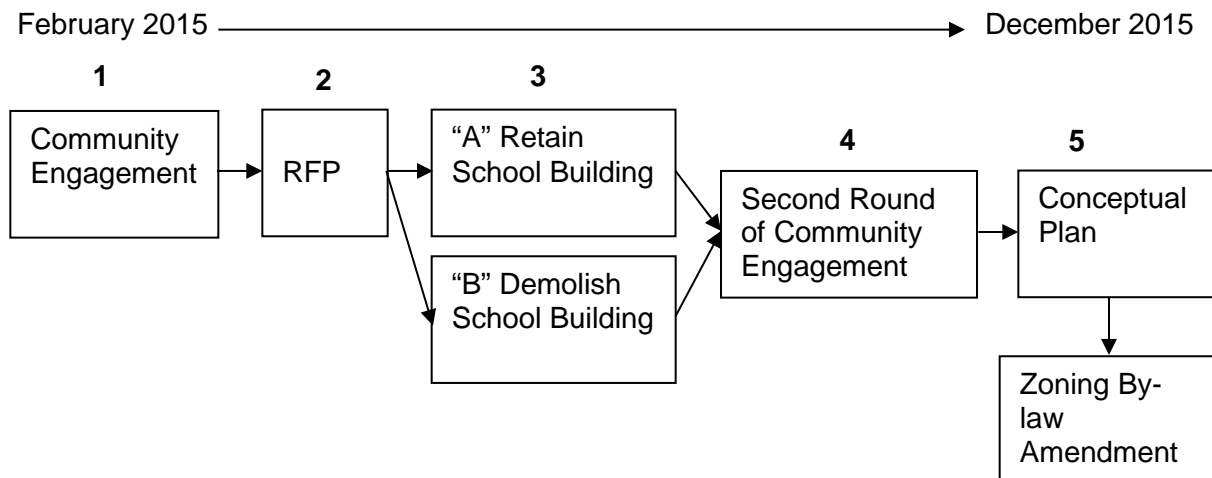 February 2015
December 2015
1
2
3
4
5
Community
Engagement
RFP
“A” Retain
School Building
“B” Demolish
School Building
Second Round
of Community
Engagement
Conceptual
Plan
Zoning By-
law
Amendment